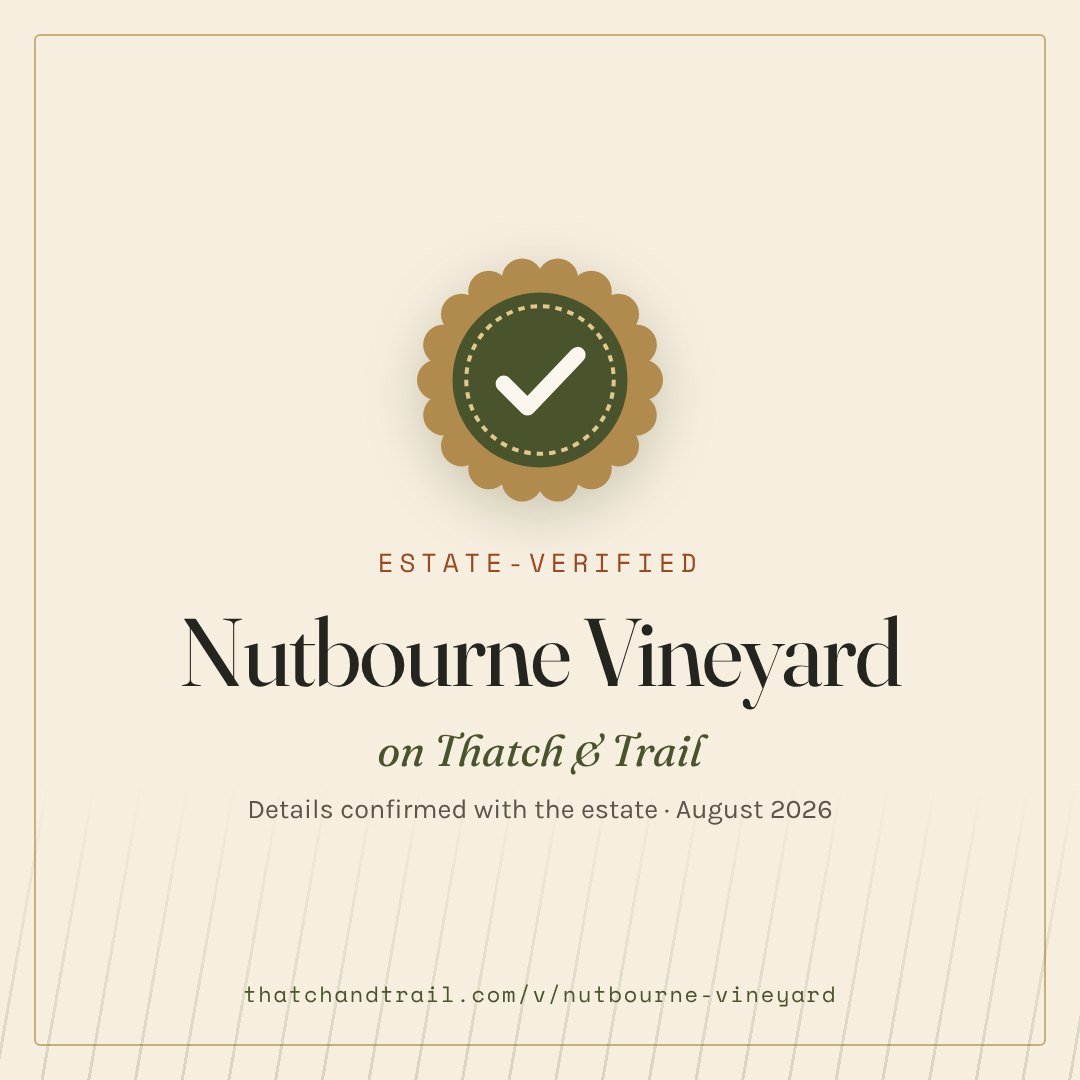 ESTATE-VERIFIED
Nutbourne Vineyard
on Thatch & Trail
Details confirmed with the estate · August 2026
thatchandtrail.com/v/nutbourne-vineyard